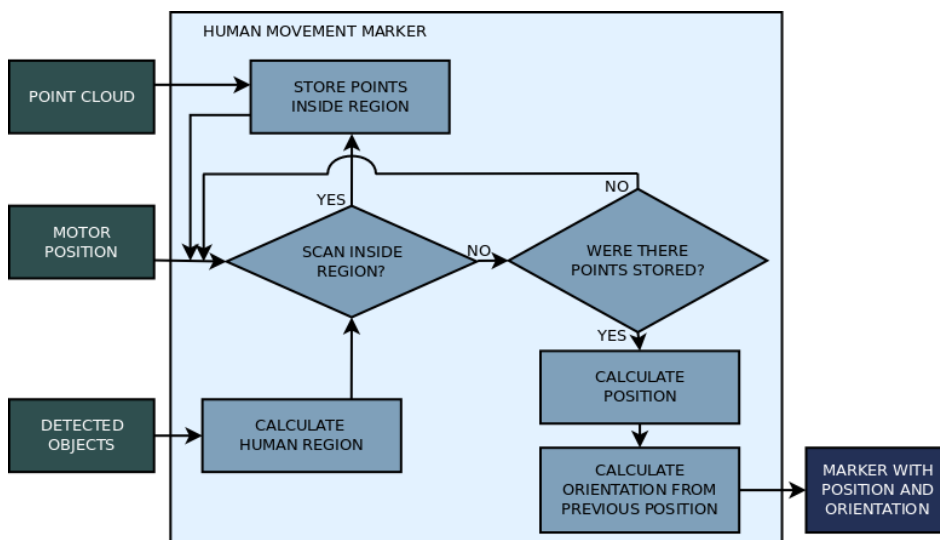 HUMAN MOVEMENT MARKER
POINT CLOUD
STORE POINTS
INSIDE REGION
YES
NO
MOTOR
POSITION
SCAN INSIDE
REGION?
NO
WERE THERE
POINTS STORED?
YES
CALCULATE
POSITION
DETECTED
OBJECTS
CALCULATE
HUMAN REGION
CALCULATE
ORIENTATION FROM
PREVIOUS POSITION
MARKER WITH
POSITION AND
ORIENTATION